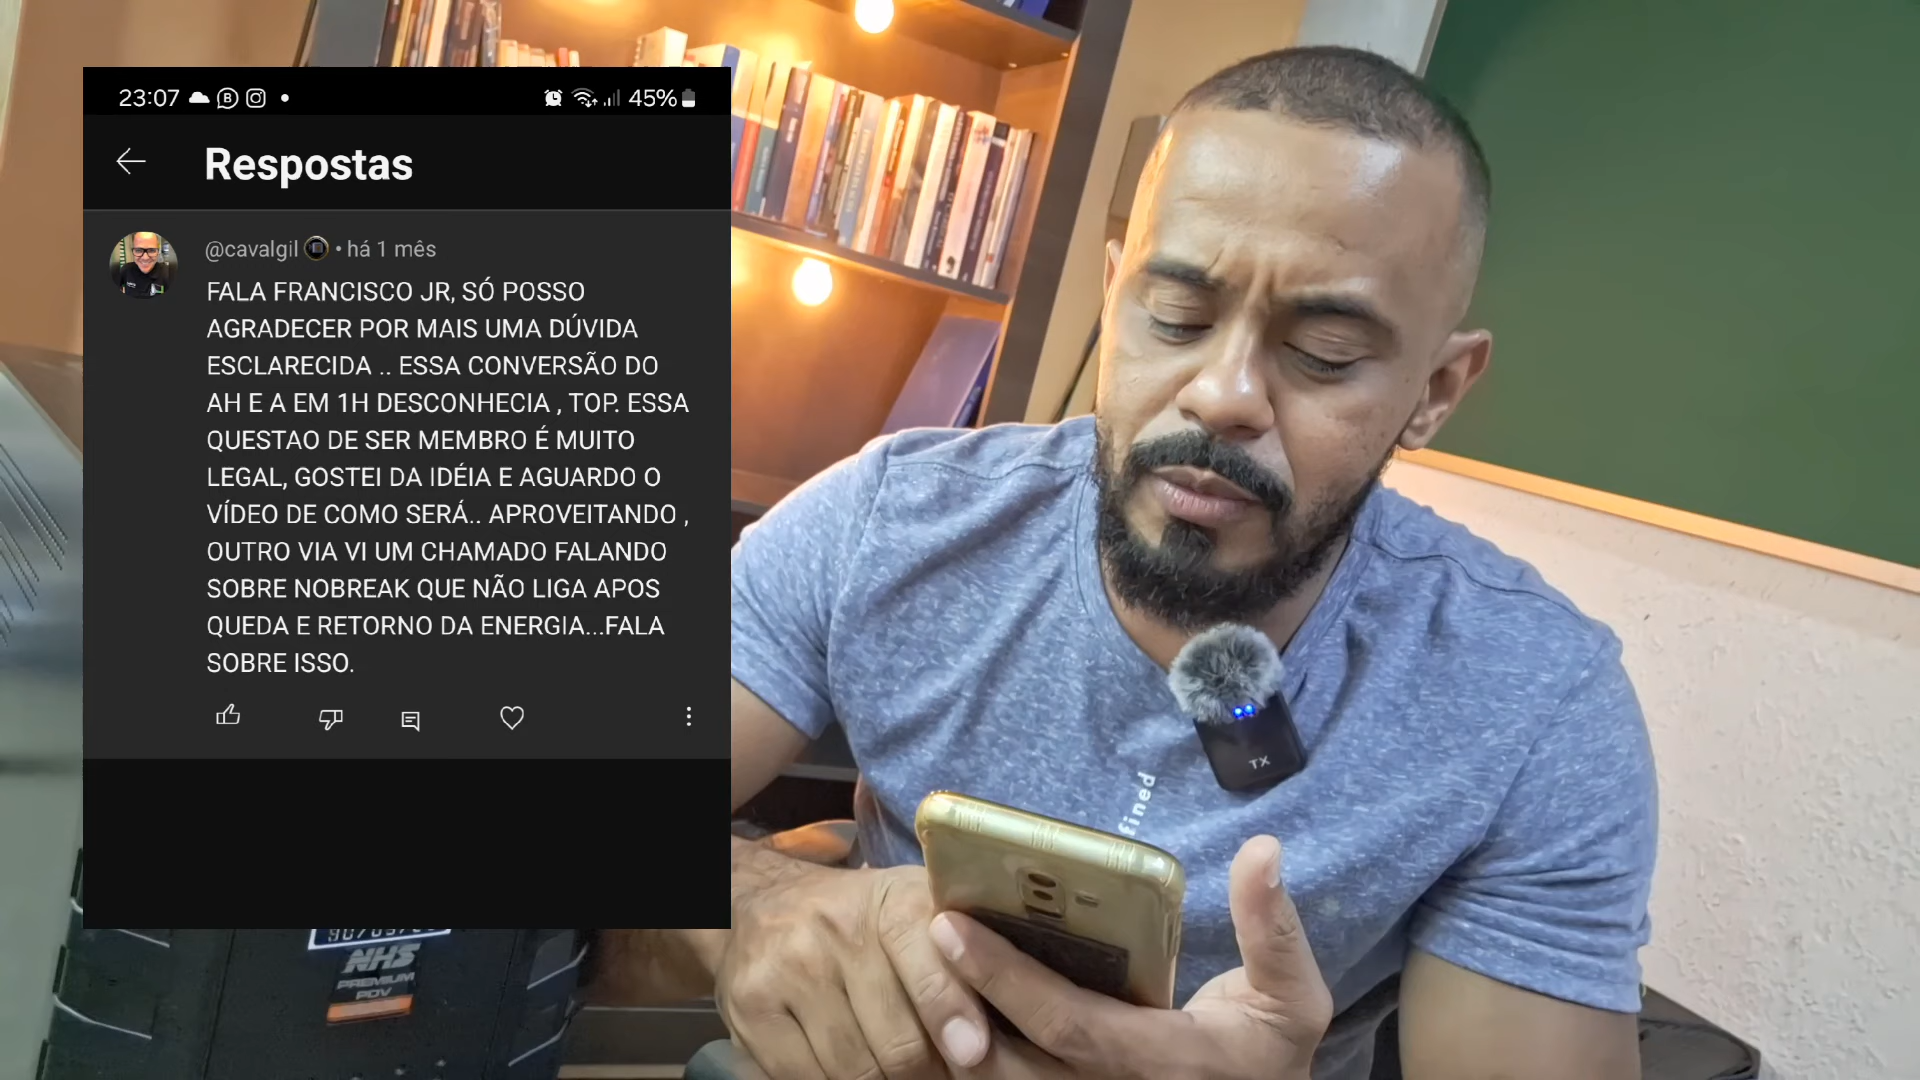 23:07
45%
Respostas
@cavalgil • há 1 mês
FALA FRANCISCO JR, SÓ POSSO
AGRADECER POR MAIS UMA DÚVIDA
ESCLARECIDA .. ESSA CONVERSÃO DO
AH E A EM 1H DESCONHECIA , TOP. ESSA
QUESTAO DE SER MEMBRO É MUITO
LEGAL, GOSTEI DA IDÉIA E AGUARDO O
VÍDEO DE COMO SERÁ.. APROVEITANDO ,
OUTRO VIA VI UM CHAMADO FALANDO
SOBRE NOBREAK QUE NÃO LIGA APOS
QUEDA E RETORNO DA ENERGIA...FALA
SOBRE ISSO.
TX
fined
NHS
PREMIUM
PDV